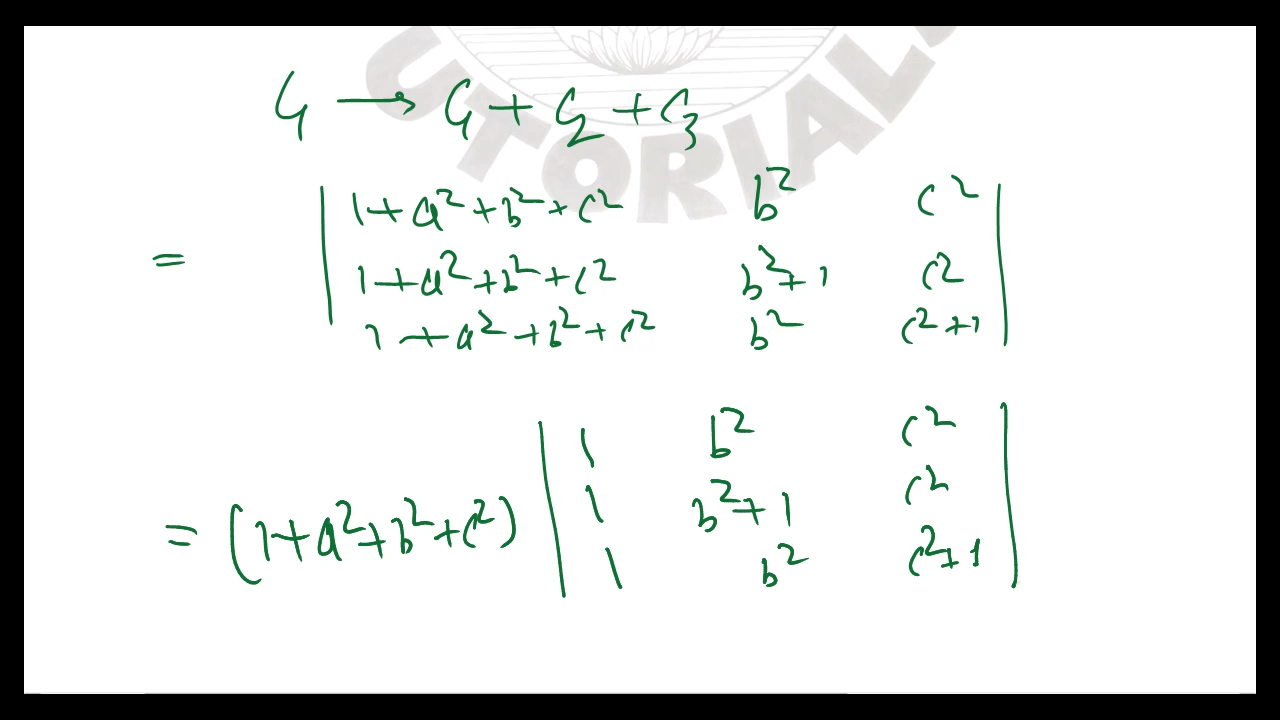 UTORIAL
C₁ → C₁ + C₂ + C₃
= | 1+a²+b²+c² b² c² |
| 1+a²+b²+c² b²+1 c² |
| 1+a²+b²+c² b² c²+1 |
= (1+a²+b²+c²) | 1 b² c² |
| 1 b²+1 c² |
| 1 b² c²+1 |